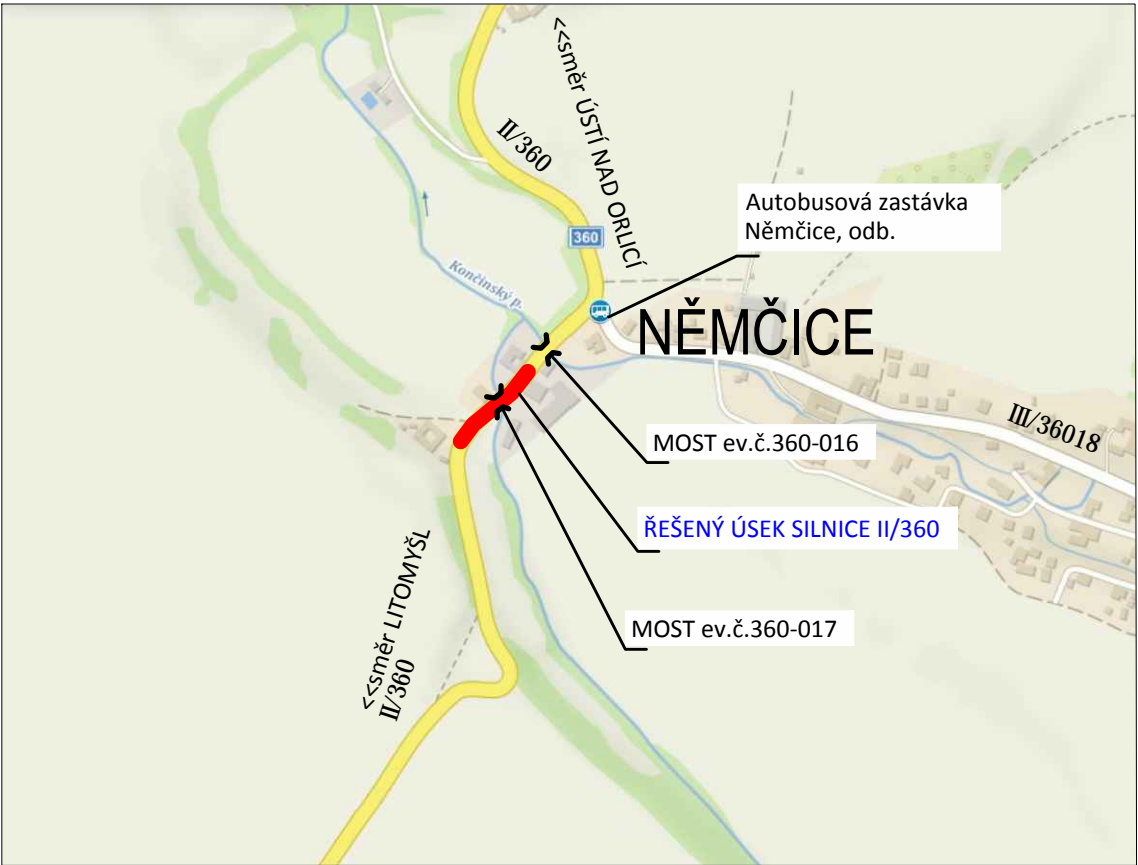 <<směr ÚSTÍ NAD ORLICÍ
II/360
360
Autobusová zastávka
Němčice, odb.
Končinský p.
NĚMČICE
III/36018
MOST ev.č.360-016
ŘEŠENÝ ÚSEK SILNICE II/360
MOST ev.č.360-017
<<směr LITOMYŠL
II/360